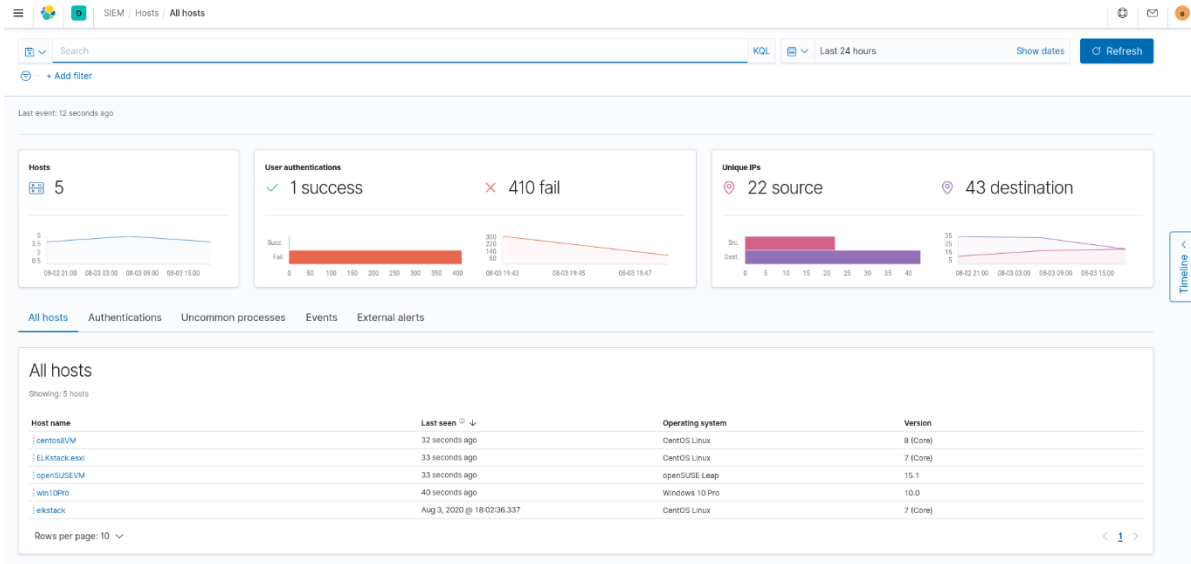 D SIEM / Hosts / All hosts e
Search KQL Last 24 hours Show dates Refresh
+ Add filter
Last event: 12 seconds ago
Hosts
5
5
3.5
2
0.5
08-02 21:00 08-03 03:00 08-03 09:00 08-03 15:00
User authentications
1 success 410 fail
Succ.
Fail
0 50 100 150 200 250 300 350 400
300
220
140
60
08-03 19:43 08-03 19:45 08-03 19:47
Unique IPs
22 source 43 destination
Src.
Dest.
0 5 10 15 20 25 30 35 40
35
25
15
5
08-02 21:00 08-03 03:00 08-03 09:00 08-03 15:00
Timeline
All hosts Authentications Uncommon processes Events External alerts
All hosts
Showing: 5 hosts
Host name Last seen Operating system Version
centos8VM 32 seconds ago CentOS Linux 8 (Core)
ELKstack.esxi 33 seconds ago CentOS Linux 7 (Core)
openSUSEVM 33 seconds ago openSUSE Leap 15.1
win10Pro 40 seconds ago Windows 10 Pro 10.0
elkstack Aug 3, 2020 @ 18:02:36.337 CentOS Linux 7 (Core)
Rows per page: 10 < 1 >